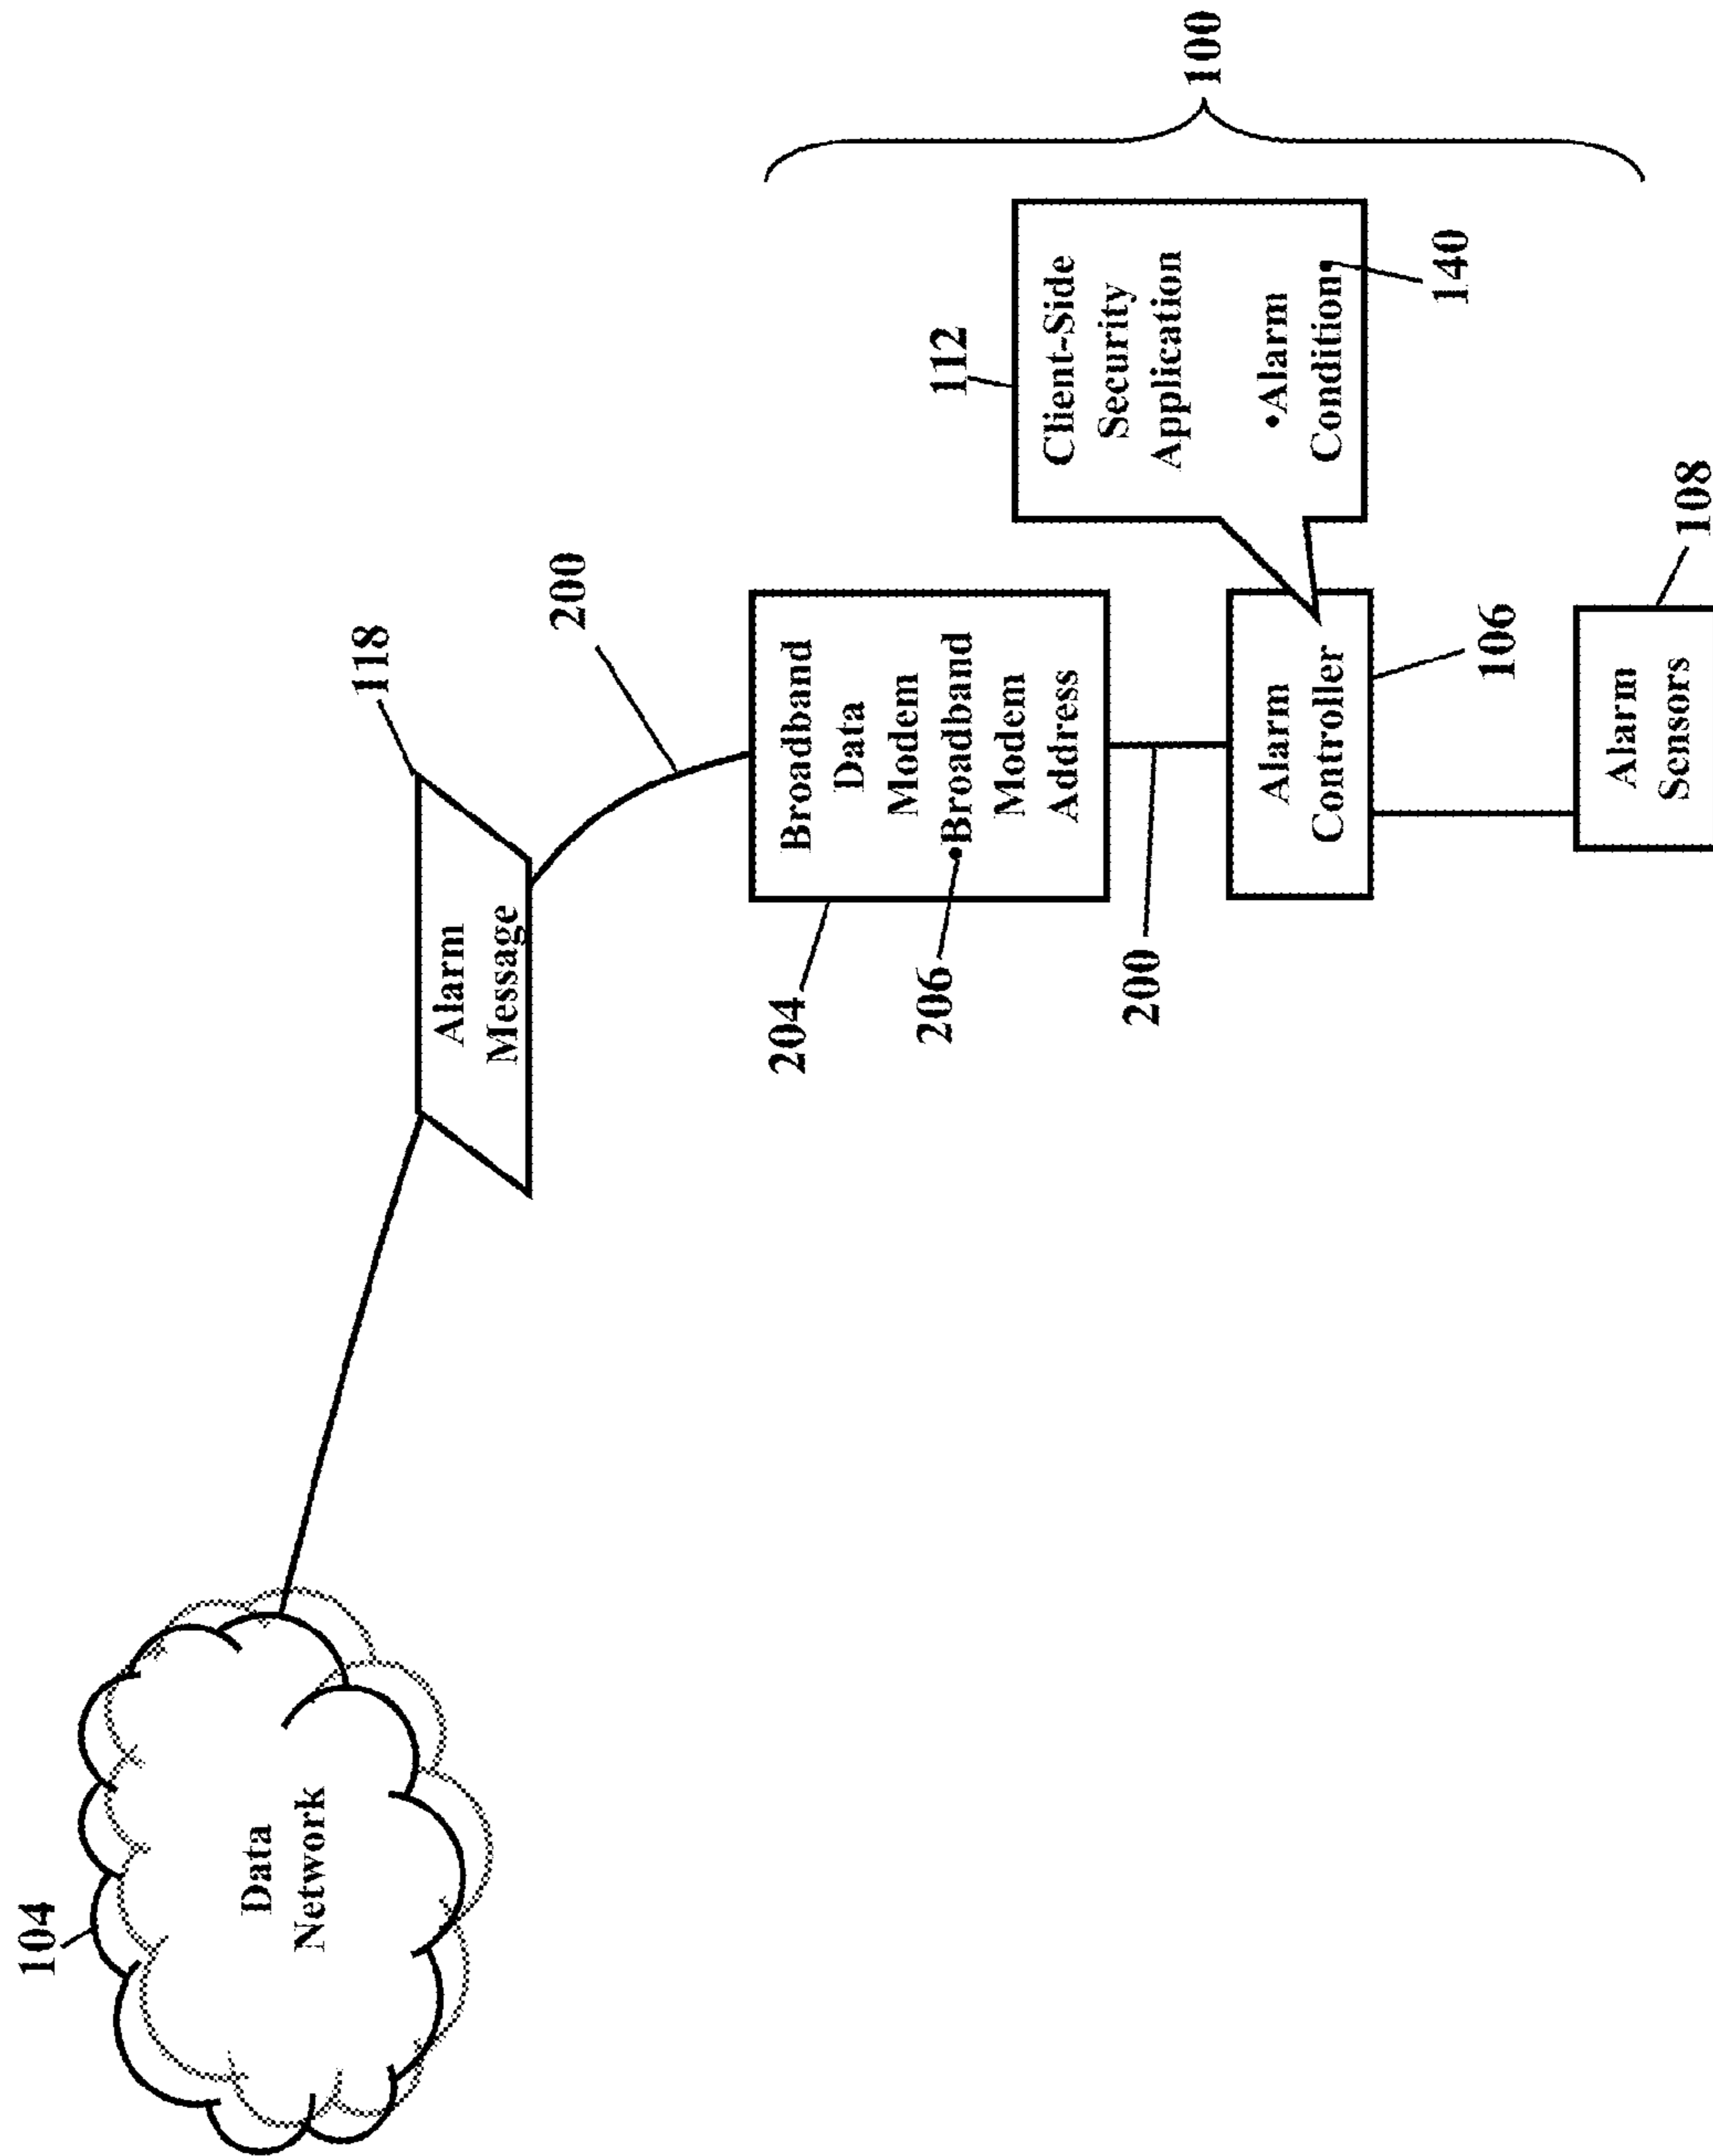 104
Data
Network
118
Alarm
Message
200
204
206
Broadband
Data
Modem
•Broadband
Modem
Address
200
112
Client-Side
Security
Application
•Alarm
Condition
140
100
Alarm
Controller
106
Alarm
Sensors
108